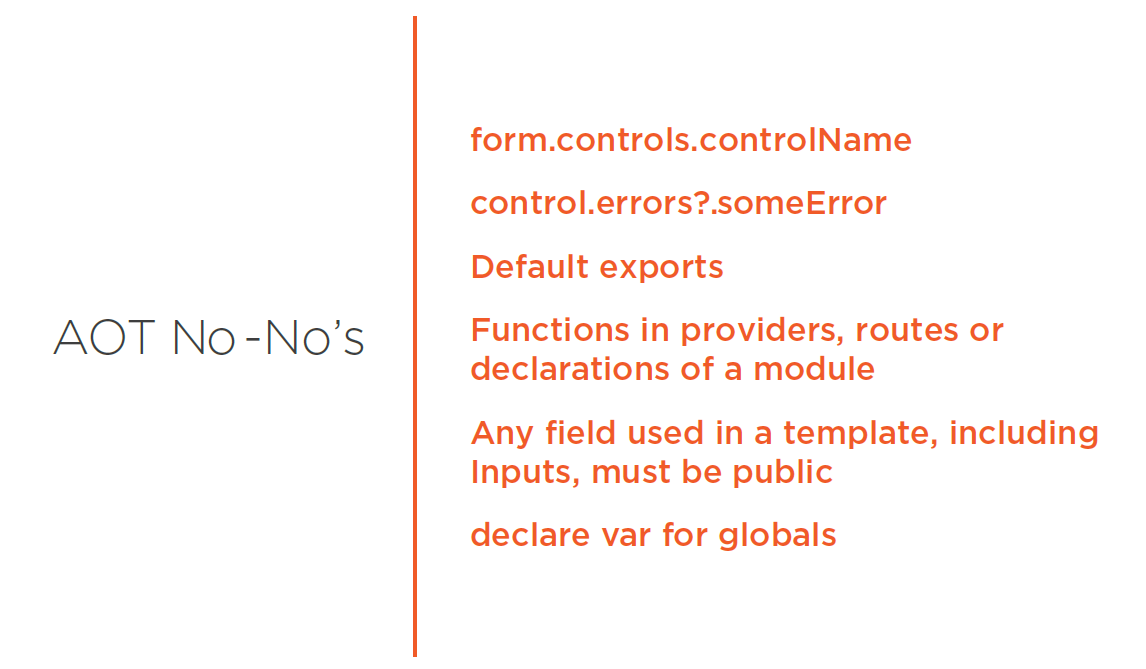 AOT No-No’s
form.controls.controlName
control.errors?.someError
Default exports
Functions in providers, routes or
declarations of a module
Any field used in a template, including
Inputs, must be public
declare var for globals